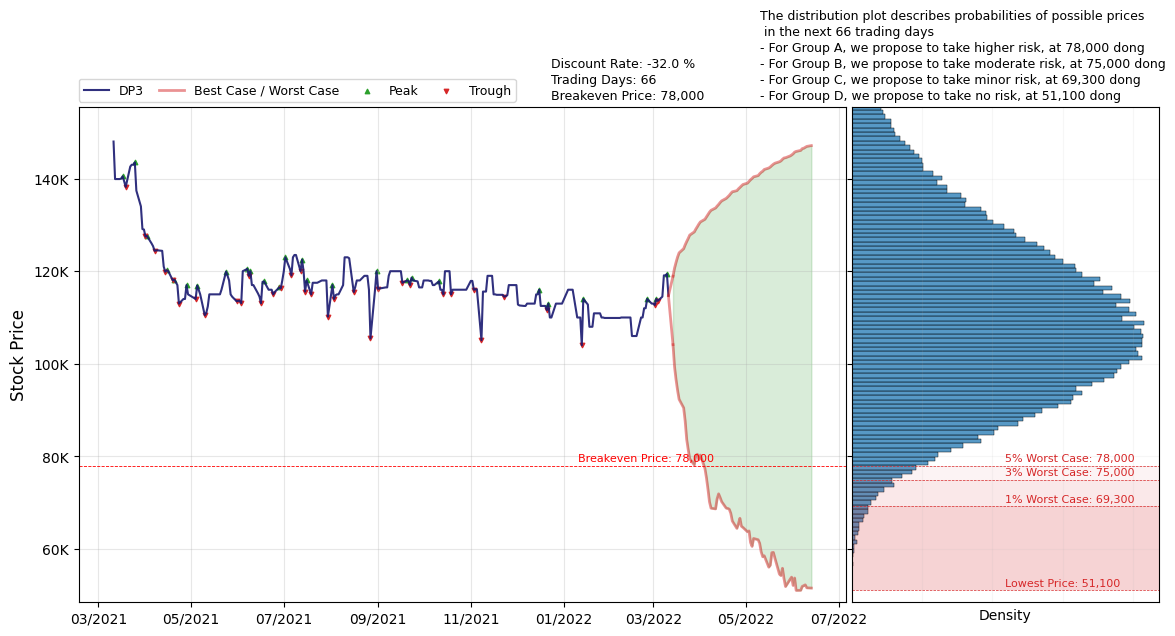 The distribution plot describes probabilities of possible prices
in the next 66 trading days
- For Group A, we propose to take higher risk, at 78,000 dong
- For Group B, we propose to take moderate risk, at 75,000 dong
- For Group C, we propose to take minor risk, at 69,300 dong
- For Group D, we propose to take no risk, at 51,100 dong
Discount Rate: -32.0 %
Trading Days: 66
Breakeven Price: 78,000
DP3
Best Case / Worst Case
Peak
Trough
Stock Price
140K
120K
100K
80K
60K
Breakeven Price: 78,000
5% Worst Case: 78,000
3% Worst Case: 75,000
1% Worst Case: 69,300
Lowest Price: 51,100
03/2021
05/2021
07/2021
09/2021
11/2021
01/2022
03/2022
05/2022
07/2022
Density